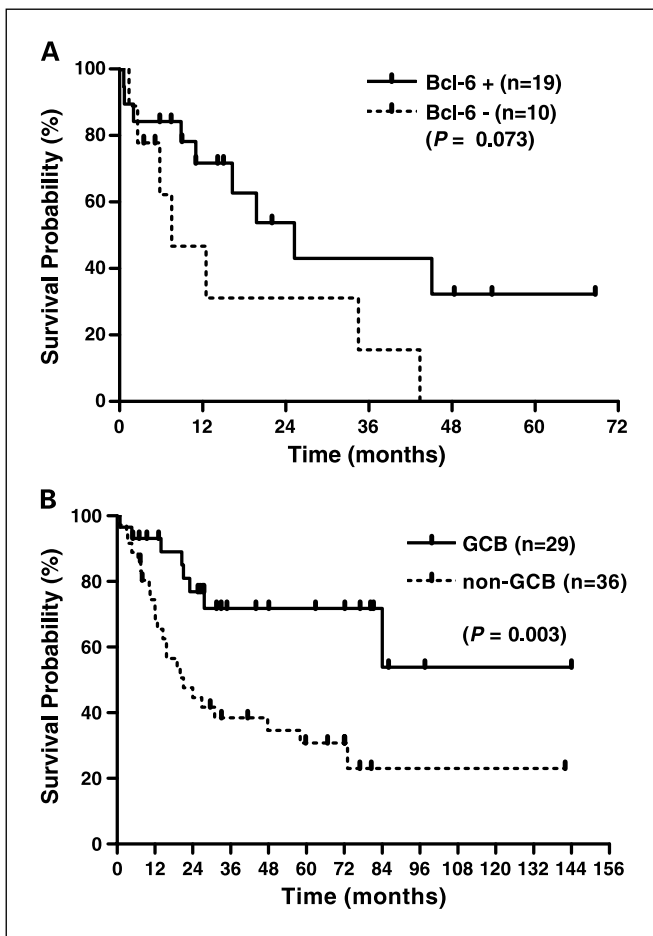 A
Survival Probability (%)
100
80
60
40
20
0
Bcl-6 + (n=19)
Bcl-6 - (n=10)
(P = 0.073)
0 12 24 36 48 60 72
Time (months)
B
Survival Probability (%)
100
80
60
40
20
0
GCB (n=29)
non-GCB (n=36)
(P = 0.003)
0 12 24 36 48 60 72 84 96 108 120 132 144 156
Time (months)